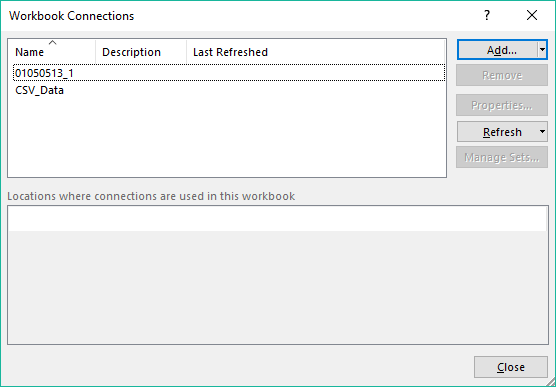 Workbook Connections
?
Name Description Last Refreshed
01050513_1
CSV_Data
Add...
Remove
Properties...
Refresh
Manage Sets...
Locations where connections are used in this workbook
Close